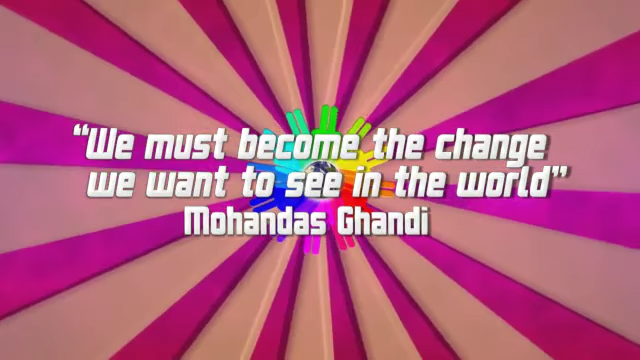 “We must become the change
we want to see in the world”
Mohandas Ghandi